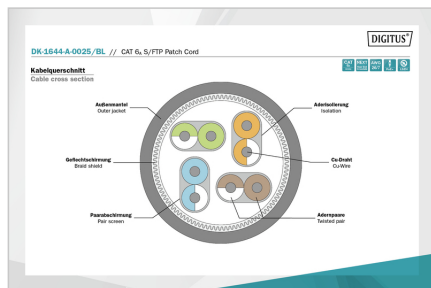 DIGITUS®
DK-1644-A-0025/BL // CAT 6A S/FTP Patch Cord
Kabelquerschnitt
Cable cross section
Außenmantel
Outer jacket
Aderisolierung
Isolation
Geflechtschirmung
Braid shield
Cu-Draht
Cu-Wire
Paarabschirmung
Pair screen
Adernpaare
Twisted pair